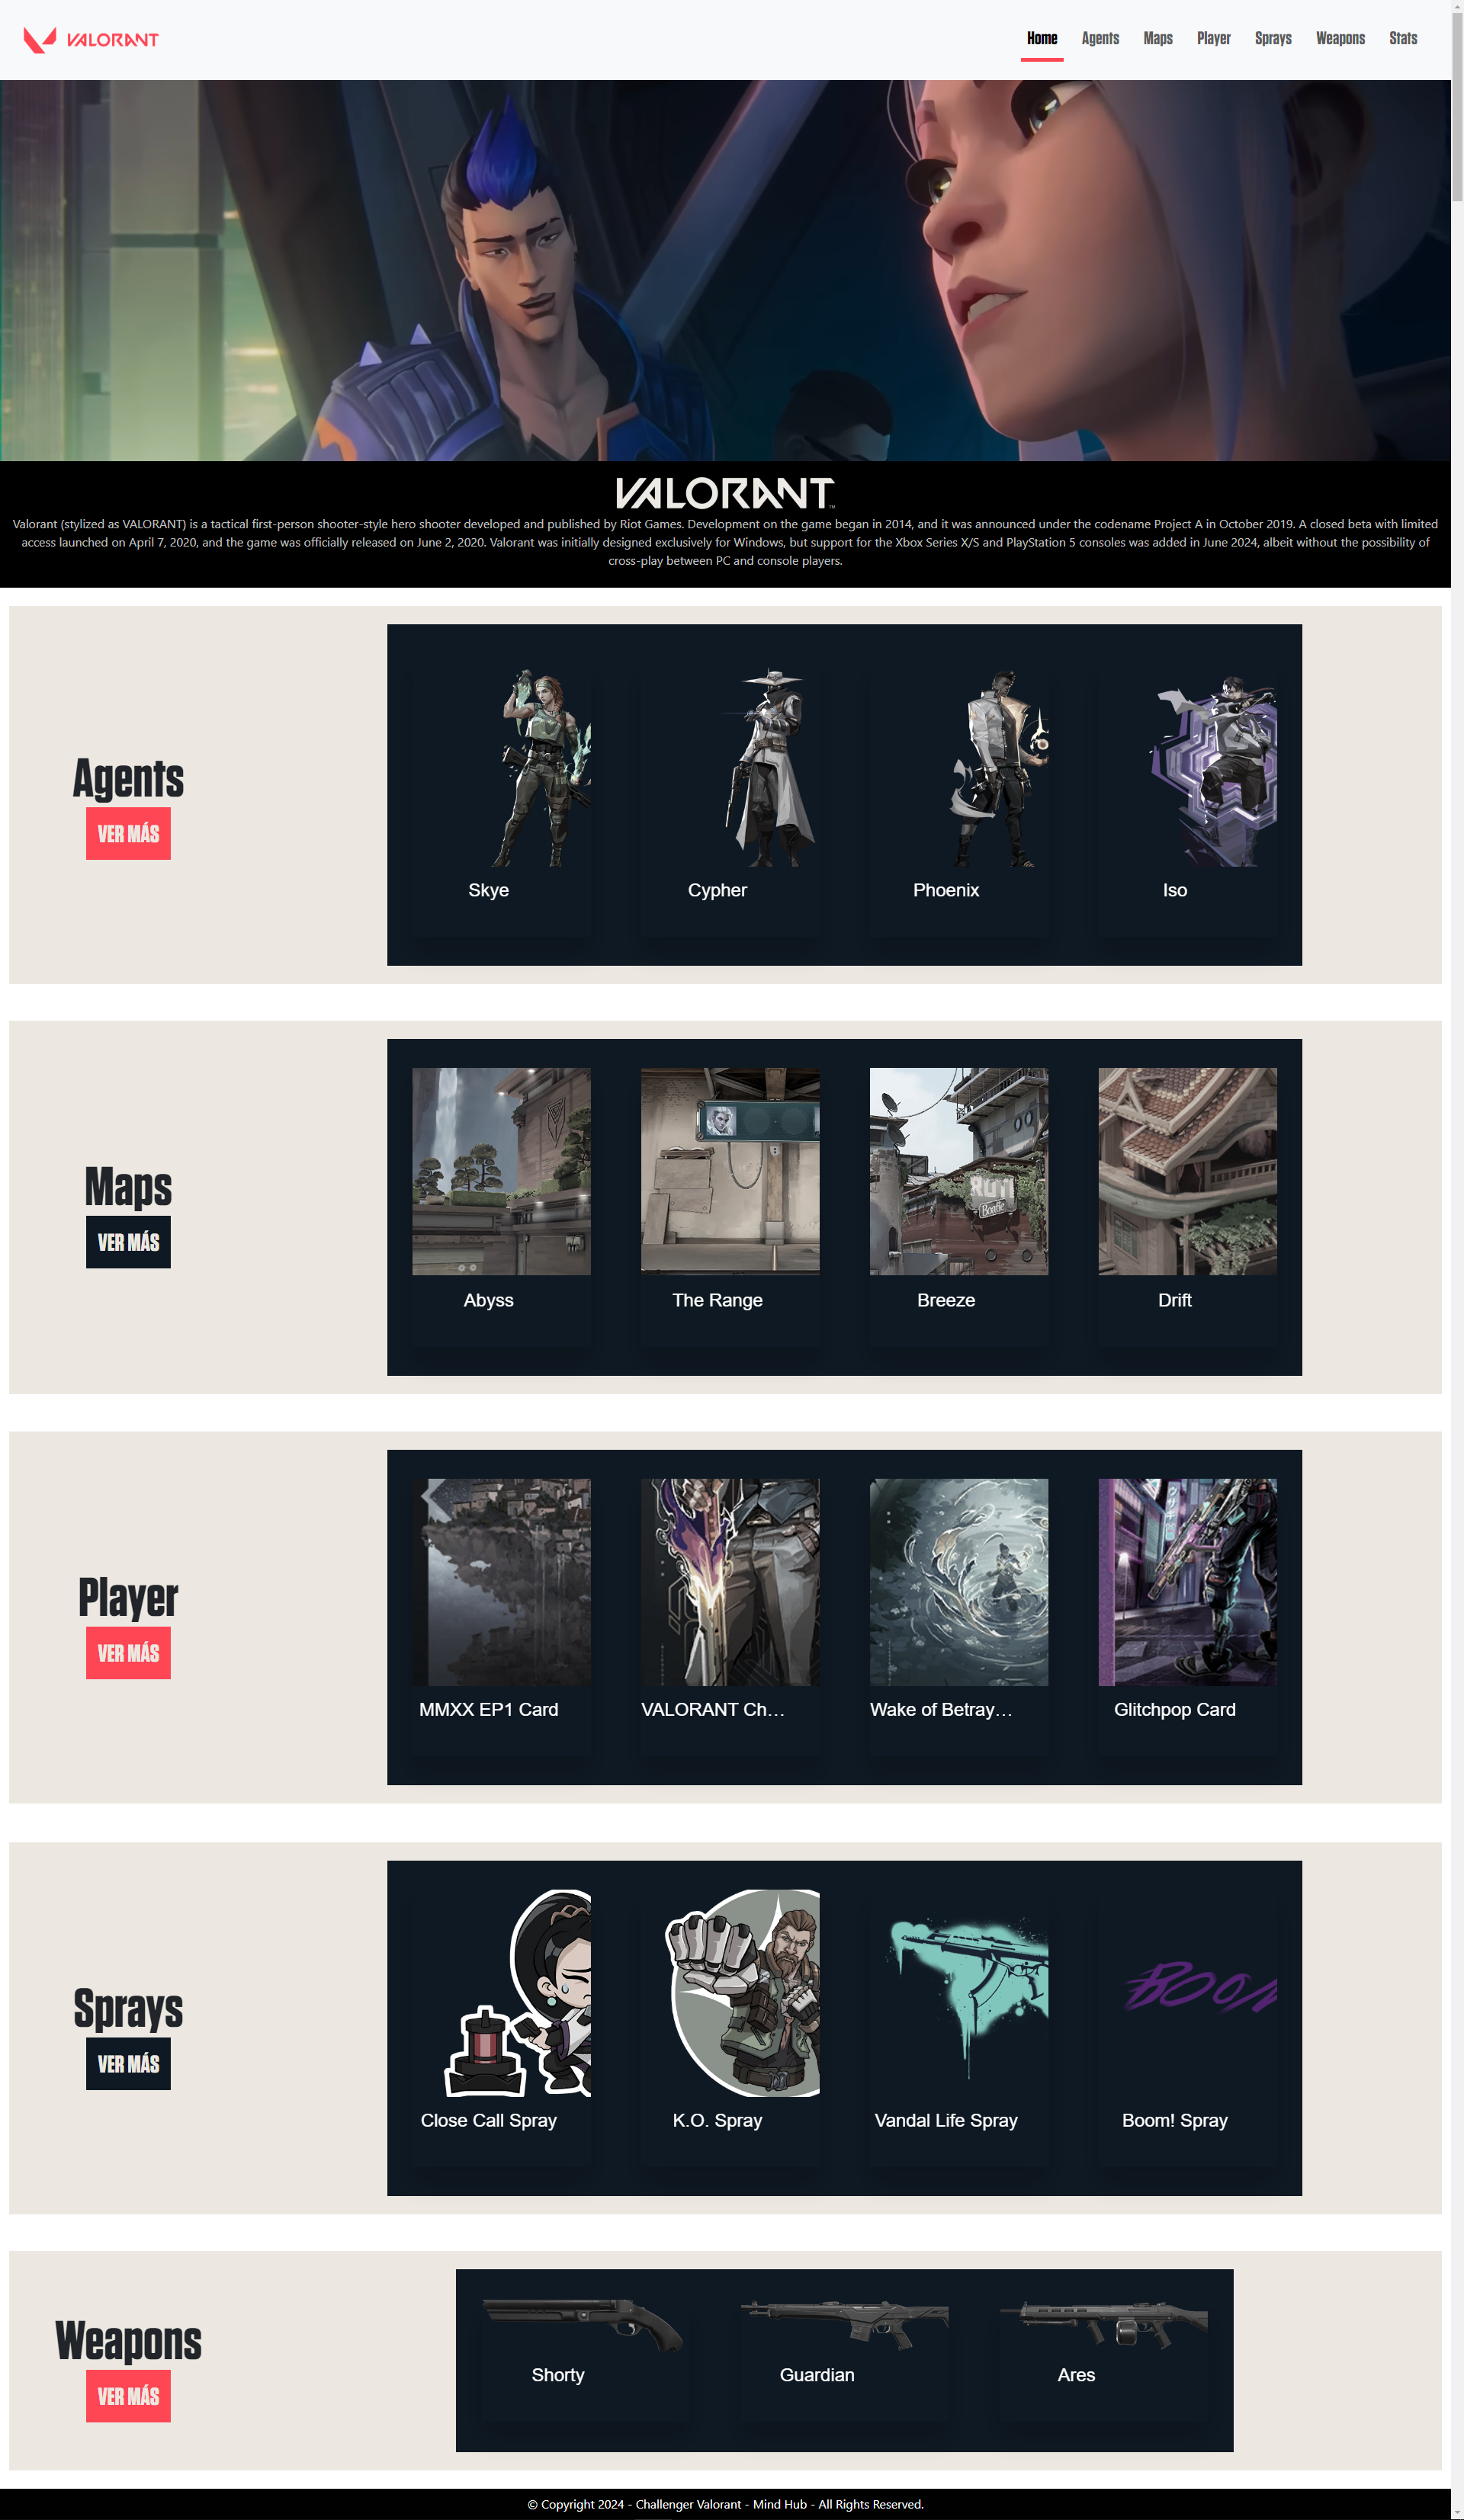 VALORANT
Home Agents Maps Player Sprays Weapons Stats
VALORANT™
Valorant (stylized as VALORANT) is a tactical first-person shooter-style hero shooter developed and published by Riot Games. Development on the game began in 2014, and it was announced under the codename Project A in October 2019. A closed beta with limited
access launched on April 7, 2020, and the game was officially released on June 2, 2020. Valorant was initially designed exclusively for Windows, but support for the Xbox Series X/S and PlayStation 5 consoles was added in June 2024, albeit without the possibility of
cross-play between PC and console players.
Agents
VER MÁS
Skye
Cypher
Phoenix
Iso
Maps
VER MÁS
Abyss
The Range
Breeze
Drift
Player
VER MÁS
MMXX EP1 Card
VALORANT Ch…
Wake of Betray…
Glitchpop Card
Sprays
VER MÁS
BOOM
Close Call Spray
K.O. Spray
Vandal Life Spray
Boom! Spray
Weapons
VER MÁS
Shorty
Guardian
Ares
© Copyright 2024 - Challenger Valorant - Mind Hub - All Rights Reserved.